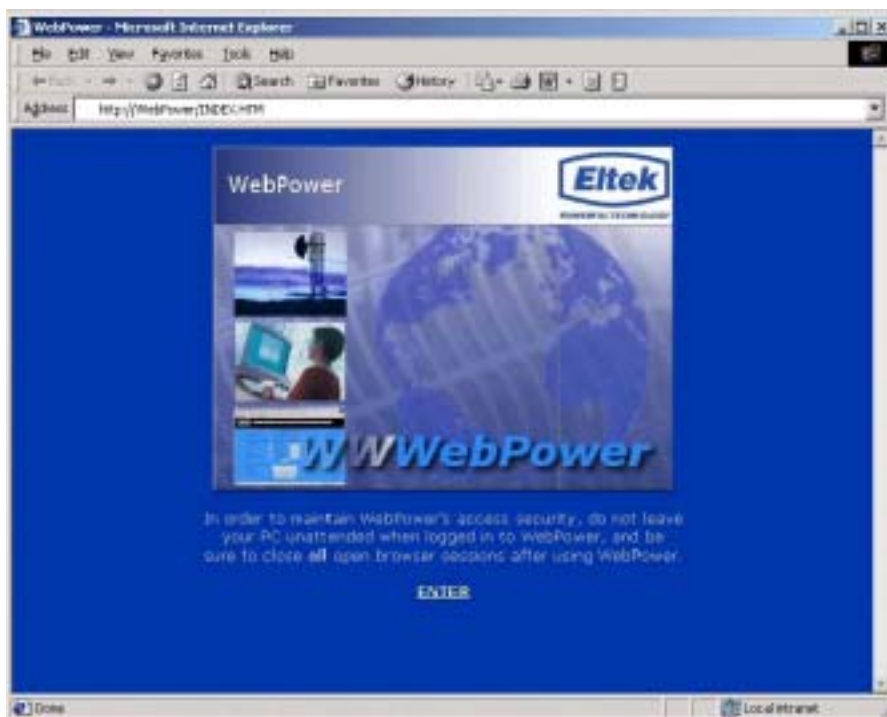 WebPower - Microsoft Internet Explorer
File Edit View Favorites Tools Help
Back Search Favorites History
Address http://WebPower/INDEX.HTM
WebPower
Eltek
WWWebPower
In order to maintain WebPower's access security, do not leave
your PC unattended when logged in to WebPower, and be
sure to close all open browser sessions after using WebPower.
ENTER
Done
Local intranet